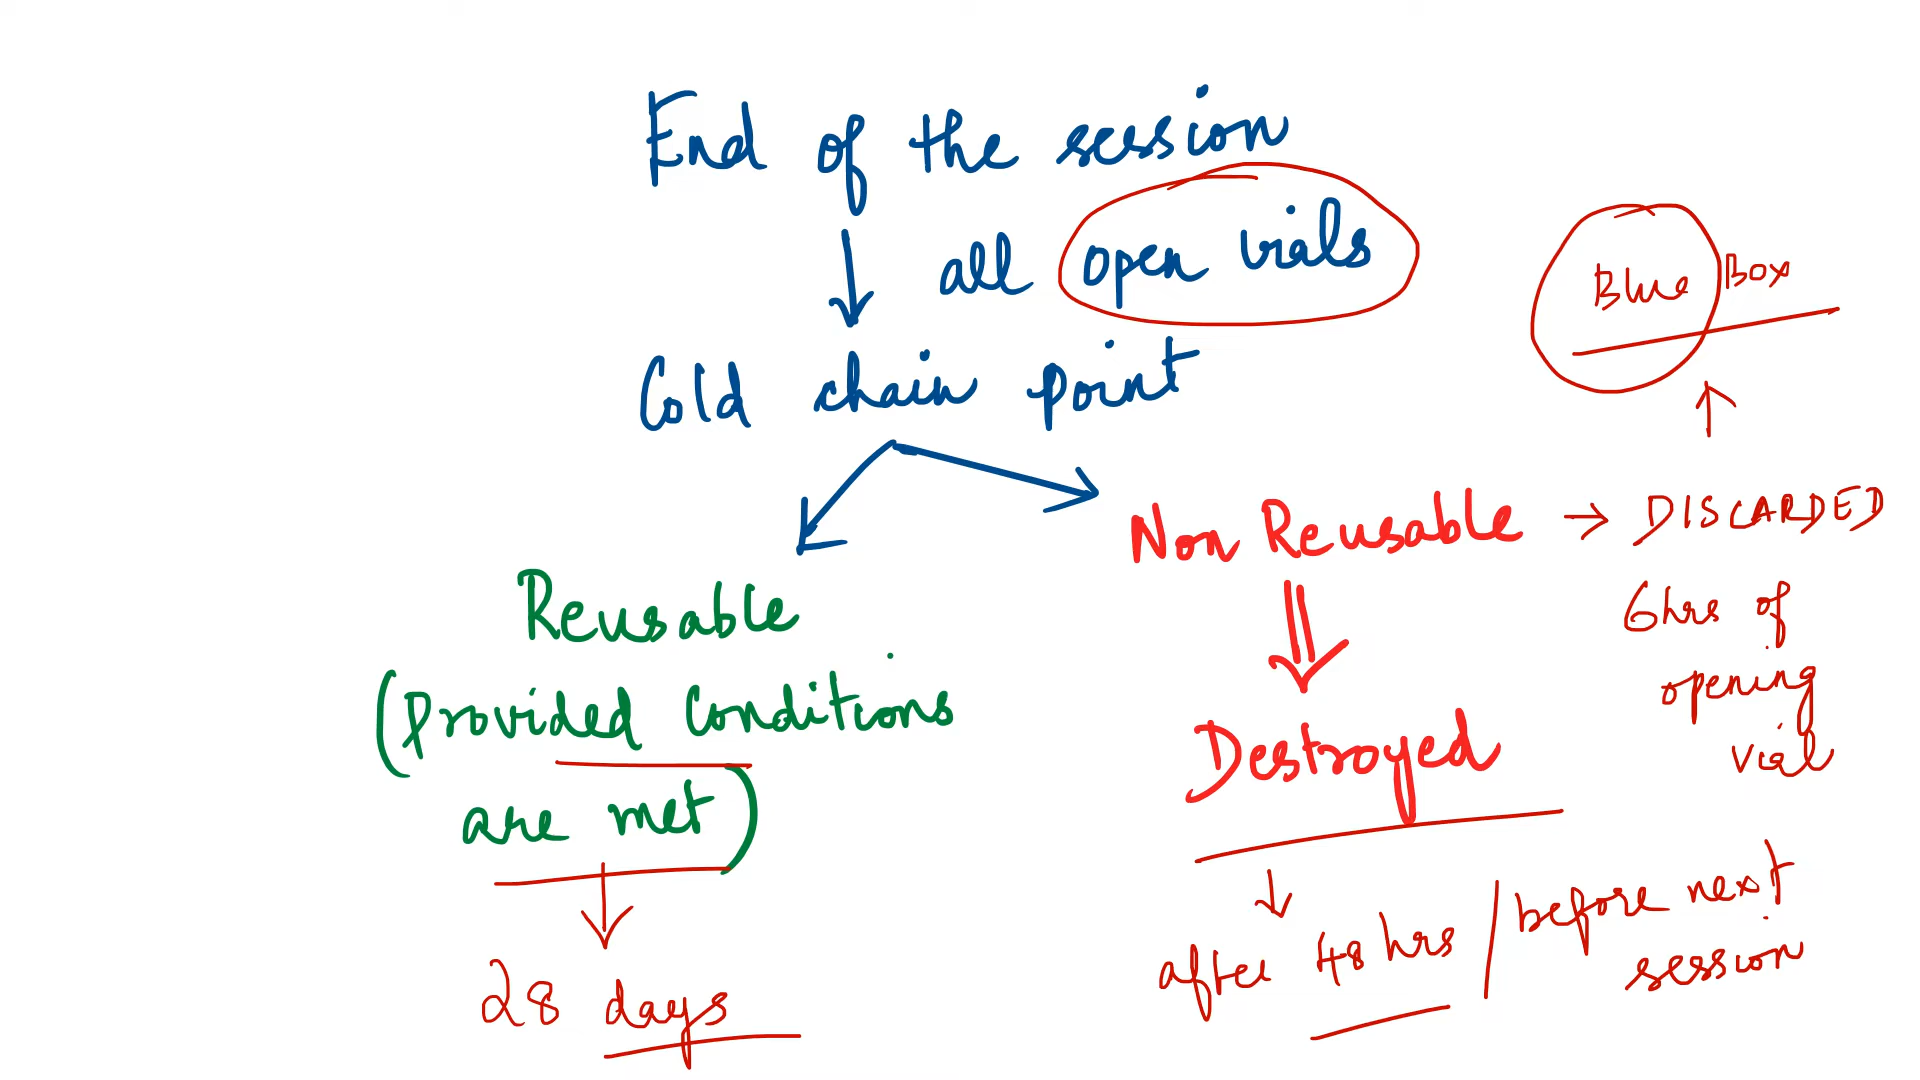 End of the session
all open vials
Cold chain point
Blue Box
Non Reusable → DISCARDED
6hrs of
opening
vial
Reusable
(Provided Conditions
are met)
28 days
Destroyed
after 48 hrs / before next
session